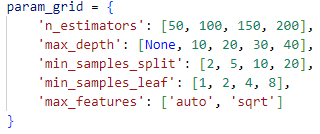 param_grid = {
    'n_estimators': [50, 100, 150, 200],
    'max_depth': [None, 10, 20, 30, 40],
    'min_samples_split': [2, 5, 10, 20],
    'min_samples_leaf': [1, 2, 4, 8],
    'max_features': ['auto', 'sqrt']
}